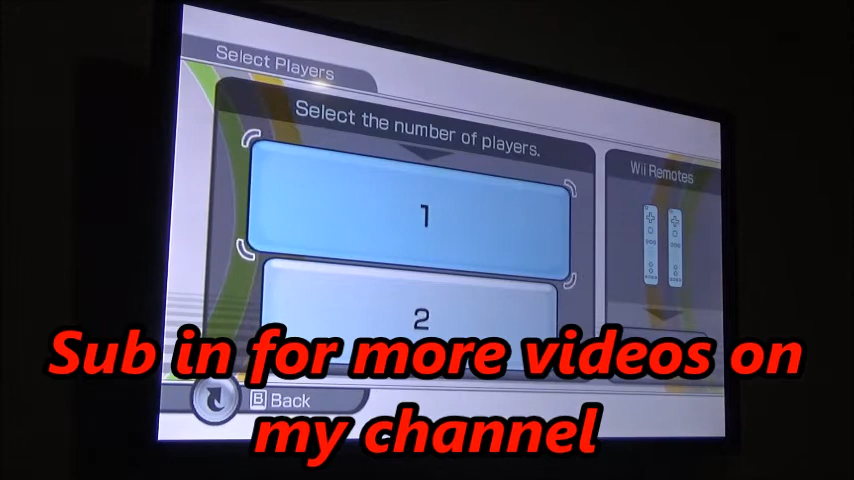 Select Players
Select the number of players.
Wii Remotes
1
2
Sub in for more videos on
my channel
B Back